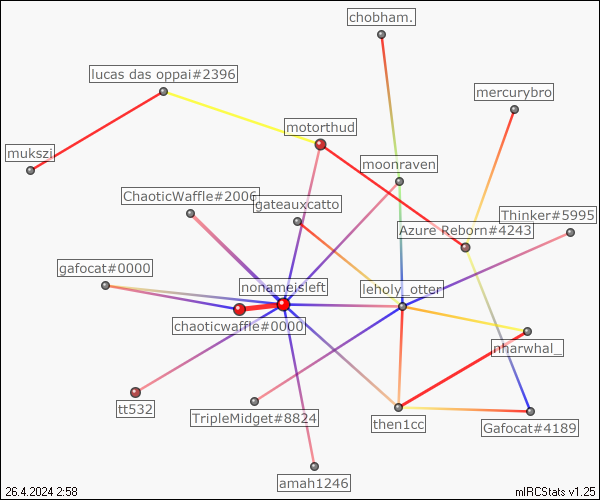 chobham.
lucas das oppai#2396
mercurybro
motorthud
mukszi
moonraven
ChaoticWaffle#2006
gateauxcatto
Thinker#5995
Azure Reborn#4243
gafocat#0000
nonameisleft
leholy_otter
chaoticwaffle#0000
nharwhal_
tt532
TripleMidget#8824
then1cc
Gafocat#4189
amah1246
26.4.2024 2:58
mIRCStats v1.25